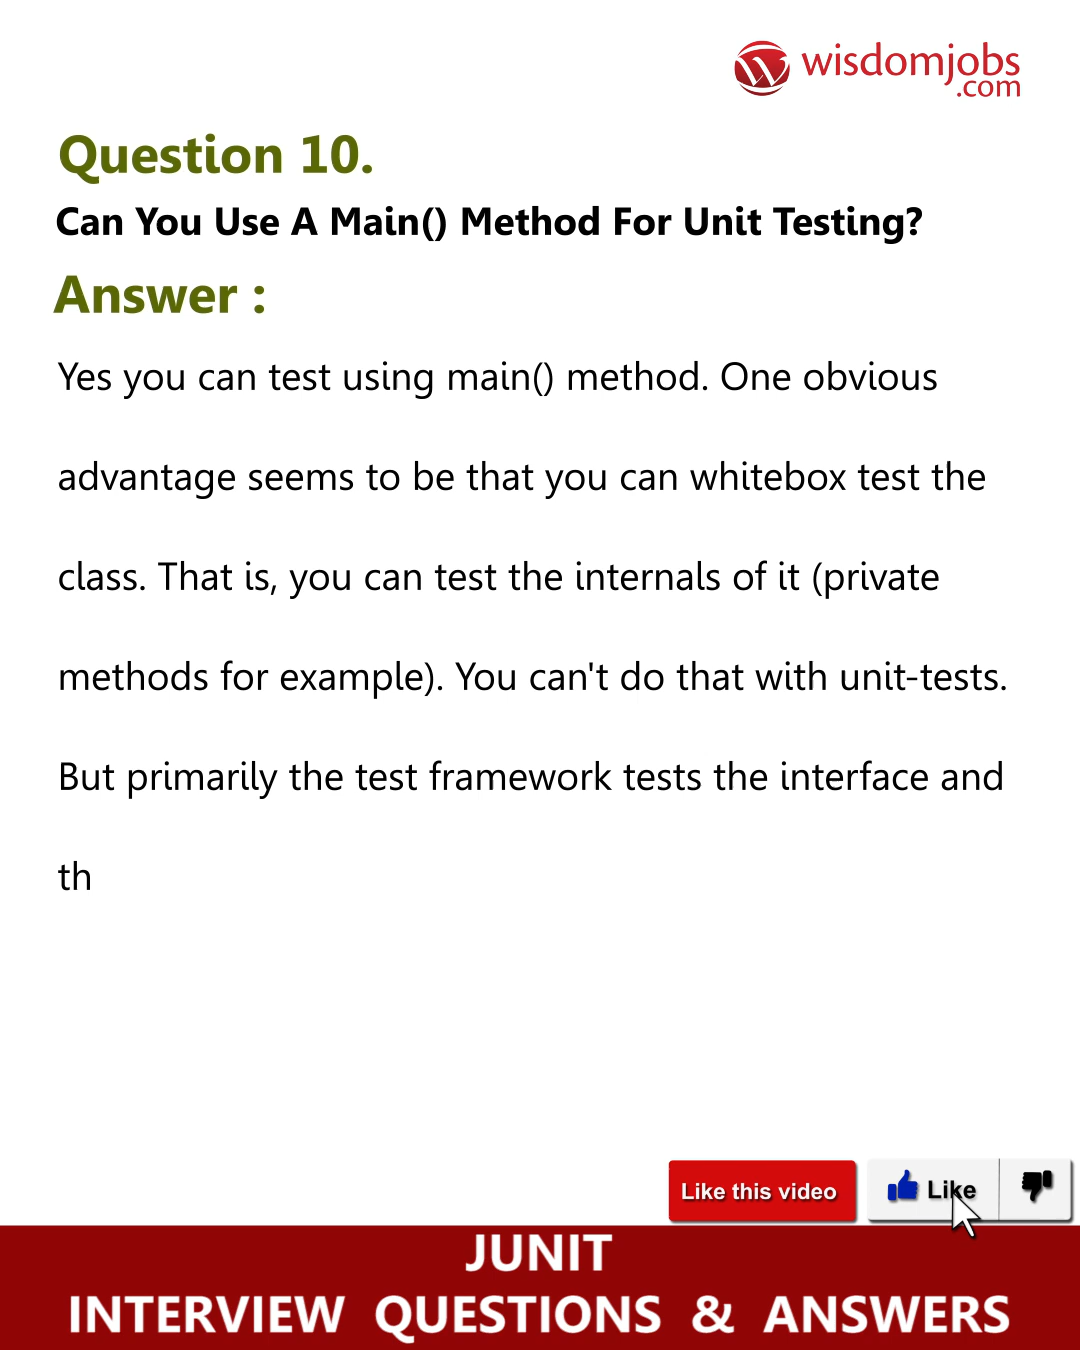 wisdomjobs
.com
Question 10.
Can You Use A Main() Method For Unit Testing?
Answer :
Yes you can test using main() method. One obvious
advantage seems to be that you can whitebox test the
class. That is, you can test the internals of it (private
methods for example). You can't do that with unit-tests.
But primarily the test framework tests the interface and
th
Like this video
Like
JUNIT
INTERVIEW QUESTIONS & ANSWERS